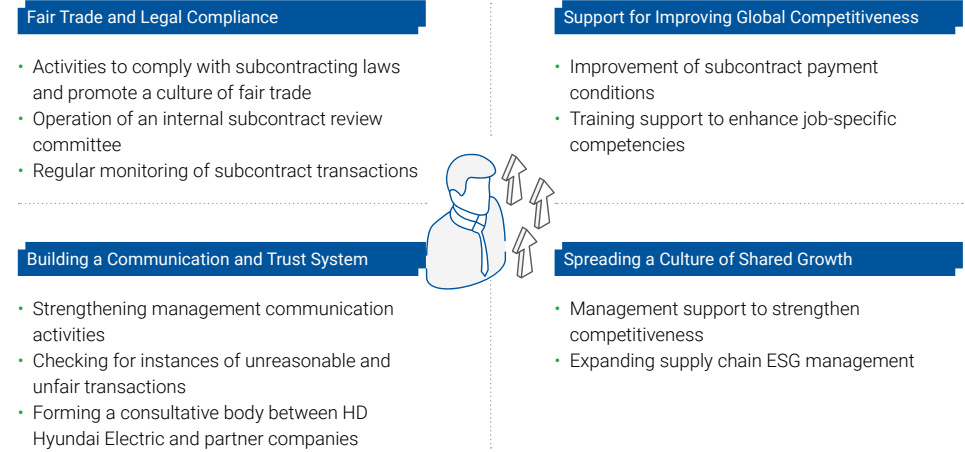 Fair Trade and Legal Compliance
• Activities to comply with subcontracting laws
and promote a culture of fair trade
• Operation of an internal subcontract review
committee
• Regular monitoring of subcontract transactions
Support for Improving Global Competitiveness
• Improvement of subcontract payment
conditions
• Training support to enhance job-specific
competencies
Building a Communication and Trust System
• Strengthening management communication
activities
• Checking for instances of unreasonable and
unfair transactions
• Forming a consultative body between HD
Hyundai Electric and partner companies
Spreading a Culture of Shared Growth
• Management support to strengthen
competitiveness
• Expanding supply chain ESG management